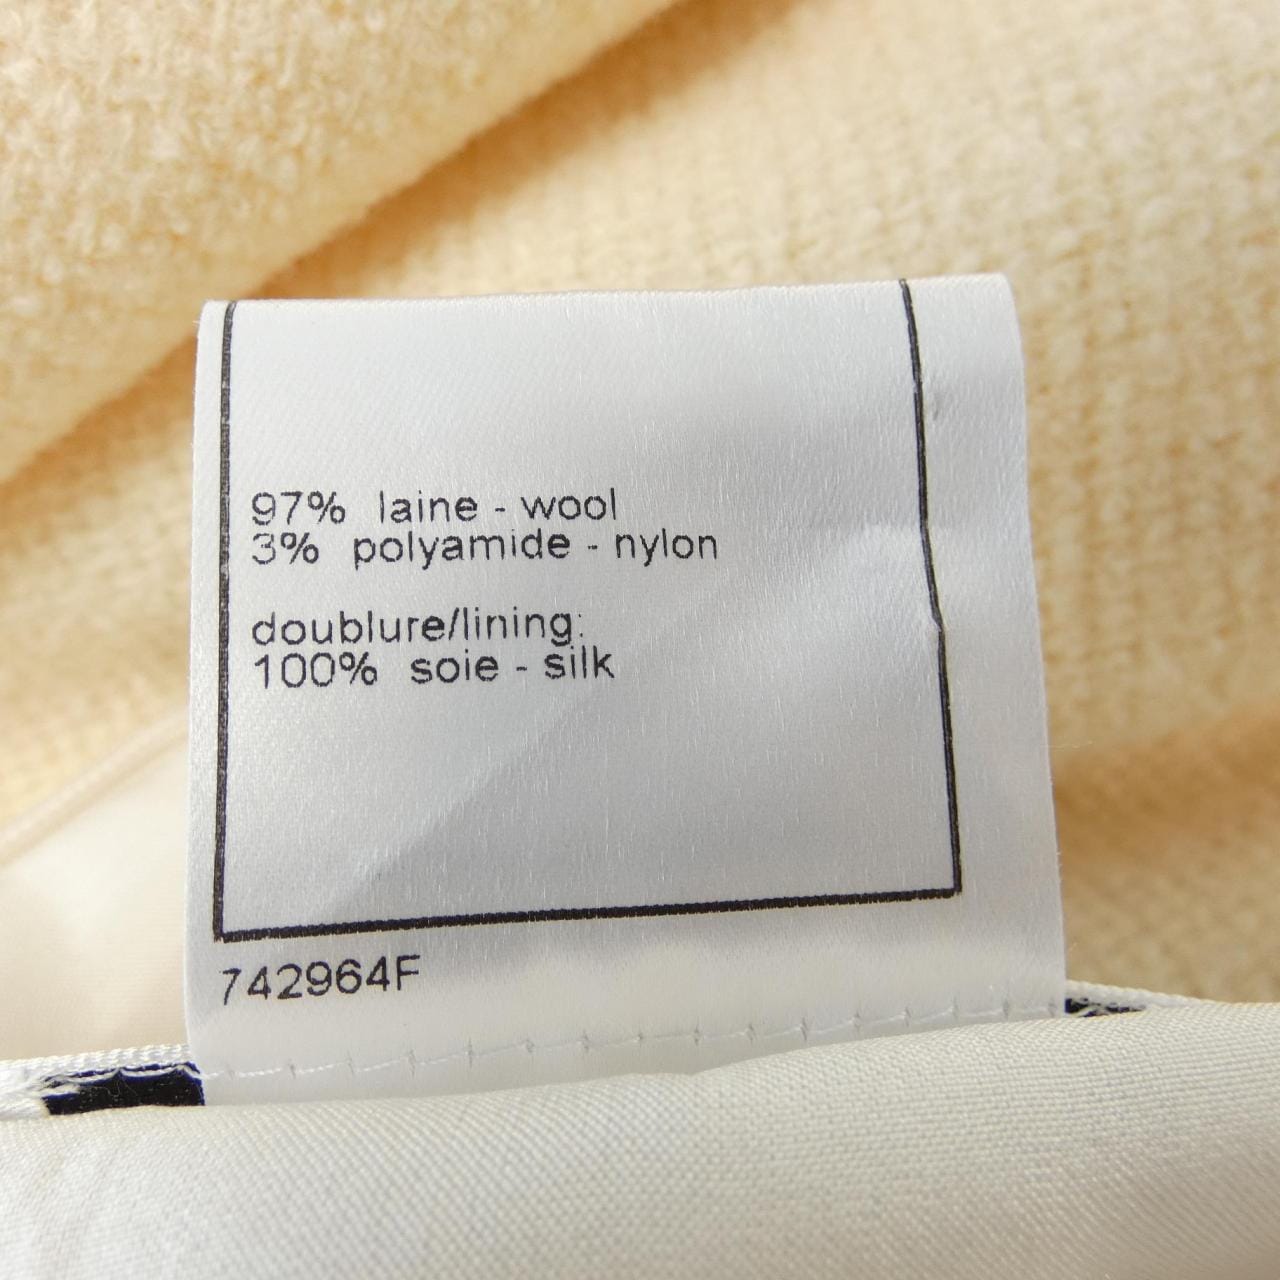 97% laine - wool
3% polyamide - nylon
doublure/lining:
100% soie - silk
742964F